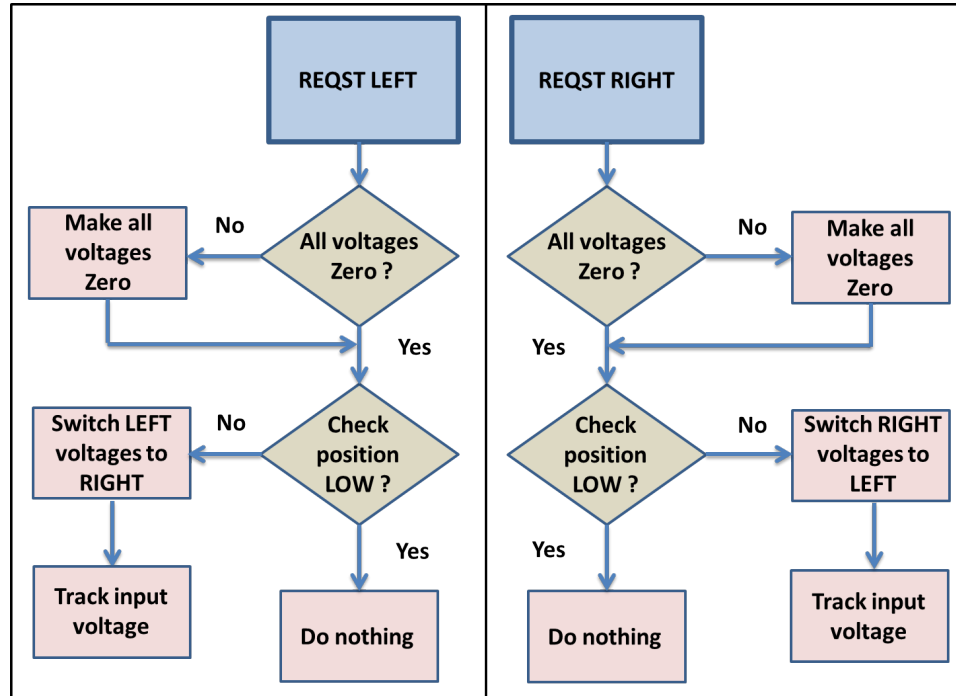 REQST LEFT
All voltages
Zero ?
No
Make all
voltages
Zero
Yes
Check
position
LOW ?
No
Switch LEFT
voltages to
RIGHT
Track input
voltage
Yes
Do nothing
REQST RIGHT
All voltages
Zero ?
No
Make all
voltages
Zero
Yes
Check
position
LOW ?
No
Switch RIGHT
voltages to
LEFT
Track input
voltage
Yes
Do nothing